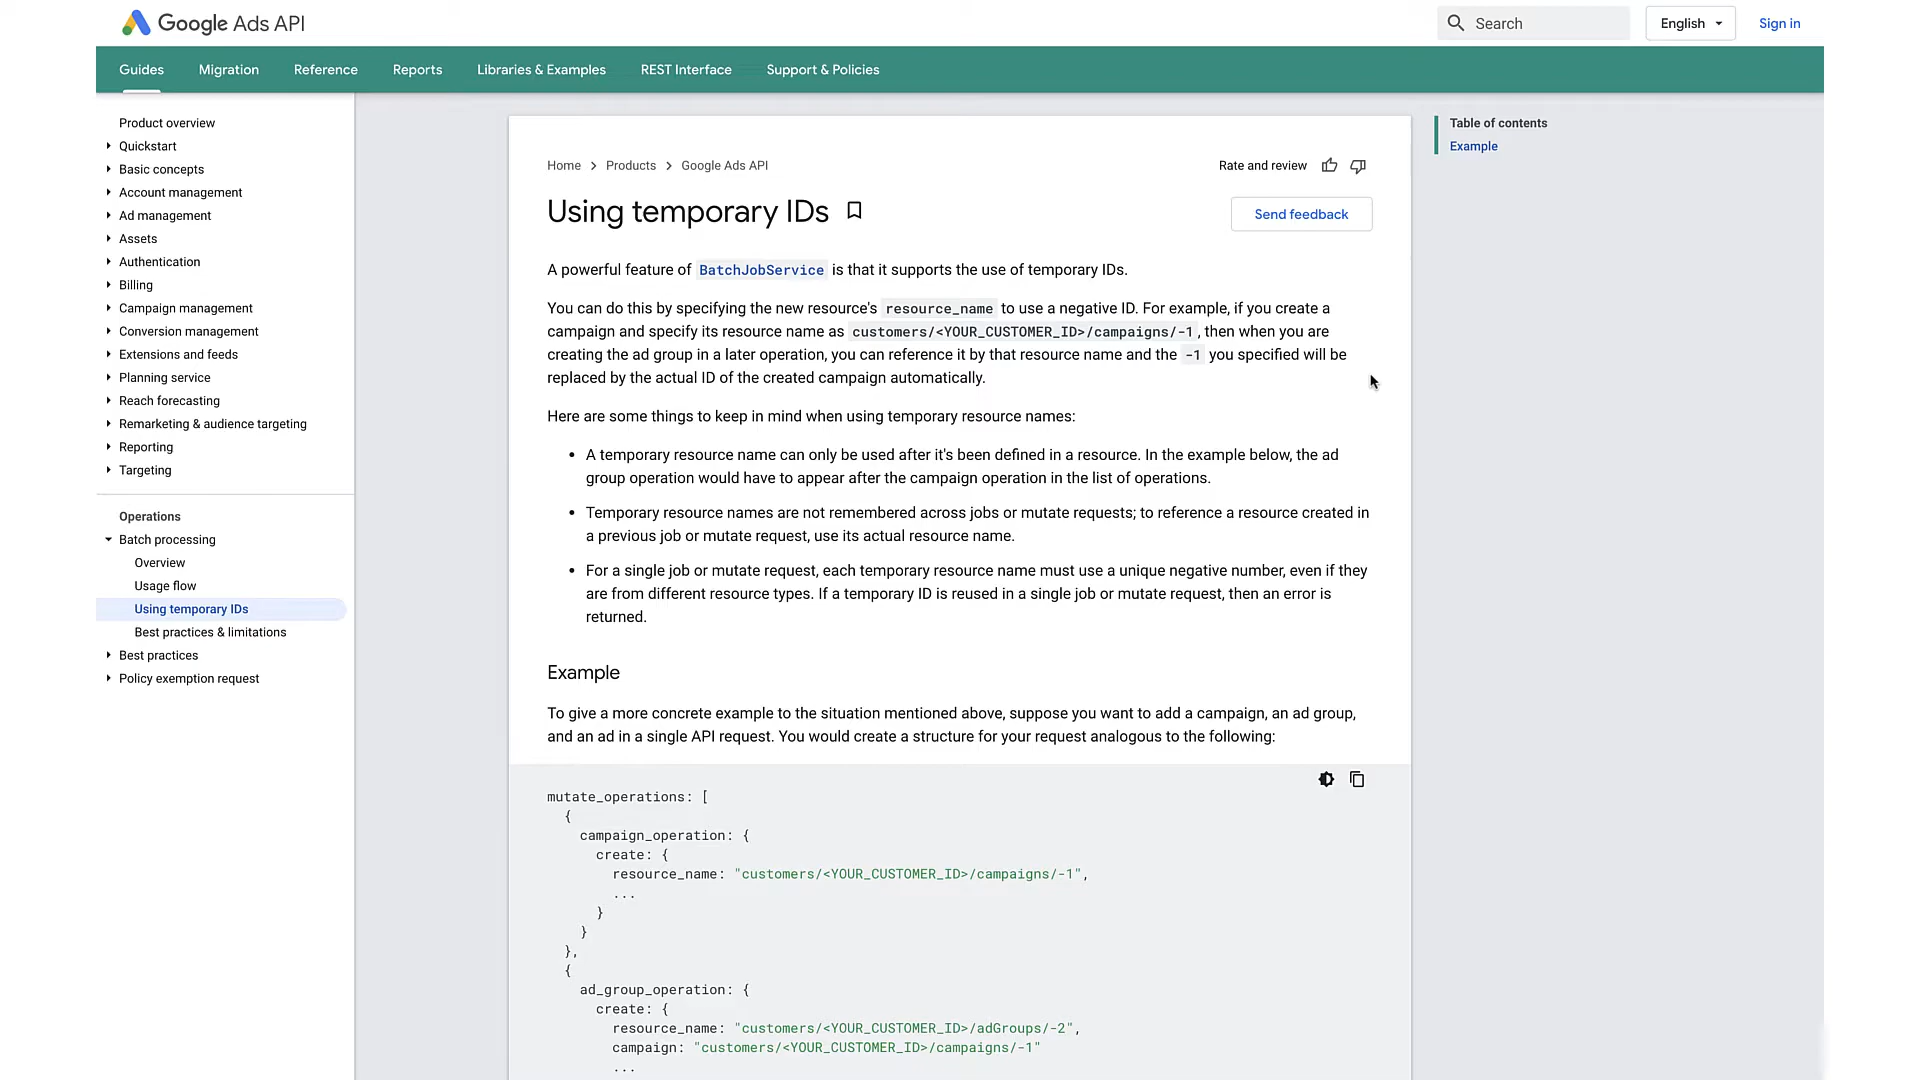 Google Ads API
Search
English
Sign in
Guides
Migration
Reference
Reports
Libraries & Examples
REST Interface
Support & Policies
Product overview
Quickstart
Basic concepts
Account management
Ad management
Assets
Authentication
Billing
Campaign management
Conversion management
Extensions and feeds
Planning service
Reach forecasting
Remarketing & audience targeting
Reporting
Targeting
Operations
Batch processing
Overview
Usage flow
Using temporary IDs
Best practices & limitations
Best practices
Policy exemption request
Home > Products > Google Ads API
Rate and review
Using temporary IDs
Send feedback
A powerful feature of BatchJobService is that it supports the use of temporary IDs.
You can do this by specifying the new resource's resource_name to use a negative ID. For example, if you create a
campaign and specify its resource name as customers/<YOUR_CUSTOMER_ID>/campaigns/-1, then when you are
creating the ad group in a later operation, you can reference it by that resource name and the -1 you specified will be
replaced by the actual ID of the created campaign automatically.
Here are some things to keep in mind when using temporary resource names:
• A temporary resource name can only be used after it's been defined in a resource. In the example below, the ad
group operation would have to appear after the campaign operation in the list of operations.
• Temporary resource names are not remembered across jobs or mutate requests; to reference a resource created in
a previous job or mutate request, use its actual resource name.
• For a single job or mutate request, each temporary resource name must use a unique negative number, even if they
are from different resource types. If a temporary ID is reused in a single job or mutate request, then an error is
returned.
Example
To give a more concrete example to the situation mentioned above, suppose you want to add a campaign, an ad group,
and an ad in a single API request. You would create a structure for your request analogous to the following:
mutate_operations: [
{
campaign_operation: {
create: {
resource_name: "customers/<YOUR_CUSTOMER_ID>/campaigns/-1",
...
}
}
},
{
ad_group_operation: {
create: {
resource_name: "customers/<YOUR_CUSTOMER_ID>/adGroups/-2",
campaign: "customers/<YOUR_CUSTOMER_ID>/campaigns/-1"
...
Table of contents
Example